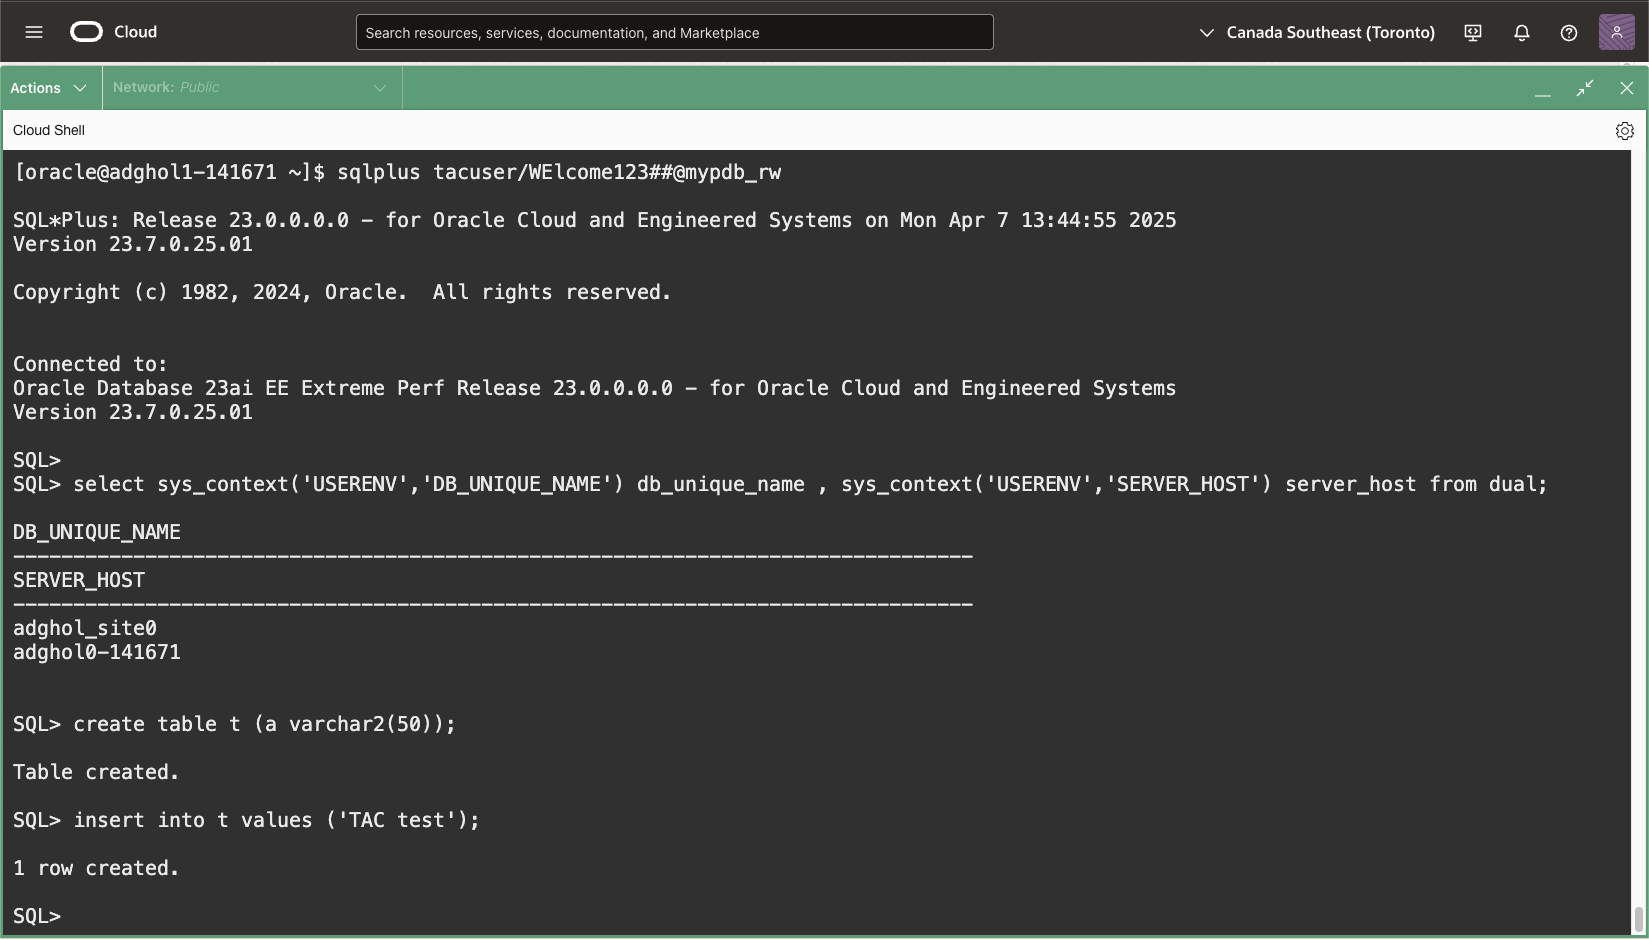 Cloud
Search resources, services, documentation, and Marketplace
Canada Southeast (Toronto)
Actions
Network: Public
Cloud Shell
[oracle@adghol1-141671 ~]$ sqlplus tacuser/WElcome123##@mypdb_rw
SQL*Plus: Release 23.0.0.0.0 - for Oracle Cloud and Engineered Systems on Mon Apr 7 13:44:55 2025
Version 23.7.0.25.01
Copyright (c) 1982, 2024, Oracle.  All rights reserved.
Connected to:
Oracle Database 23ai EE Extreme Perf Release 23.0.0.0.0 - for Oracle Cloud and Engineered Systems
Version 23.7.0.25.01
SQL>
SQL> select sys_context('USERENV','DB_UNIQUE_NAME') db_unique_name , sys_context('USERENV','SERVER_HOST') server_host from dual;
DB_UNIQUE_NAME
--------------------------------------------------------------------------------
SERVER_HOST
--------------------------------------------------------------------------------
adghol_site0
adghol0-141671
SQL> create table t (a varchar2(50));
Table created.
SQL> insert into t values ('TAC test');
1 row created.
SQL>